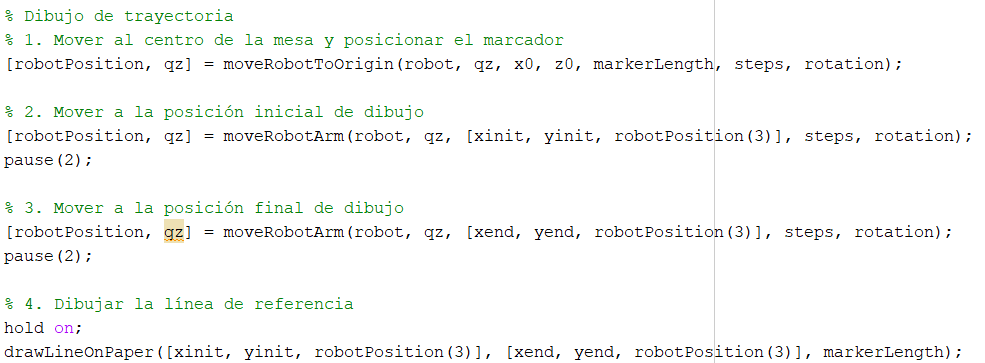 % Dibujo de trayectoria
% 1. Mover al centro de la mesa y posicionar el marcador
[robotPosition, qz] = moveRobotToOrigin(robot, qz, x0, z0, markerLength, steps, rotation);
% 2. Mover a la posición inicial de dibujo
[robotPosition, qz] = moveRobotArm(robot, qz, [xinit, yinit, robotPosition(3)], steps, rotation);
pause(2);
% 3. Mover a la posición final de dibujo
[robotPosition, qz] = moveRobotArm(robot, qz, [xend, yend, robotPosition(3)], steps, rotation);
pause(2);
% 4. Dibujar la línea de referencia
hold on;
drawLineOnPaper([xinit, yinit, robotPosition(3)], [xend, yend, robotPosition(3)], markerLength);